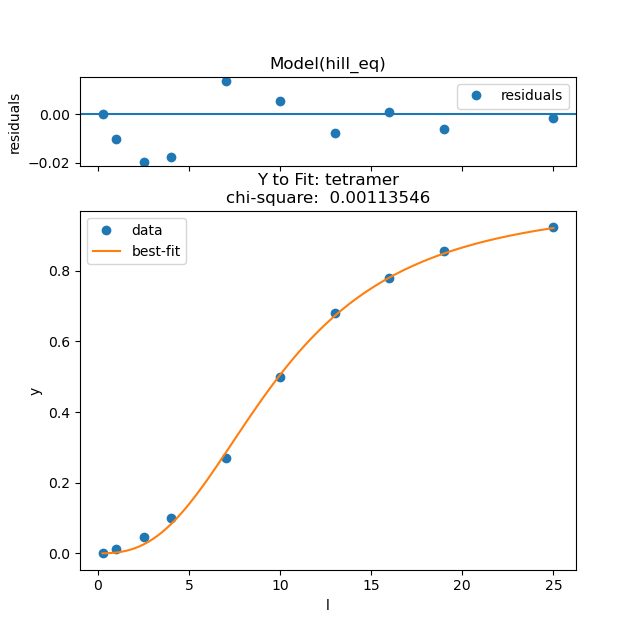 Model(hill_eq)
residuals
0.00
−0.02
residuals
Y to Fit: tetramer
chi-square:  0.00113546
data
best-fit
y
0.8
0.6
0.4
0.2
0.0
0 5 10 15 20 25
l